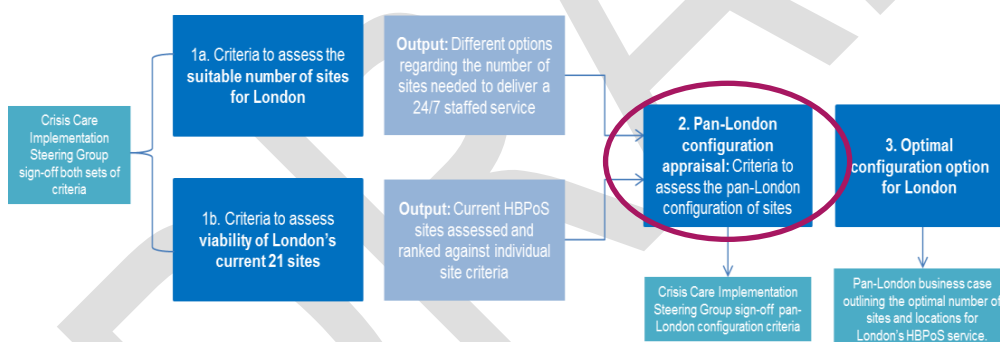 Crisis Care
Implementation
Steering Group
sign-off both sets of
criteria
1a. Criteria to assess the
suitable number of sites
for London
Output: Different options
regarding the number of
sites needed to deliver a
24/7 staffed service
1b. Criteria to assess
viability of London's
current 21 sites
Output: Current HBPoS
sites assessed and
ranked against individual
site criteria
2. Pan-London
configuration
appraisal: Criteria to
assess the pan-London
configuration of sites
Crisis Care Implementation
Steering Group sign-off pan-
London configuration criteria
3. Optimal
configuration option
for London
Pan-London business case
outlining the optimal number of
sites and locations for
London's HBPoS service.